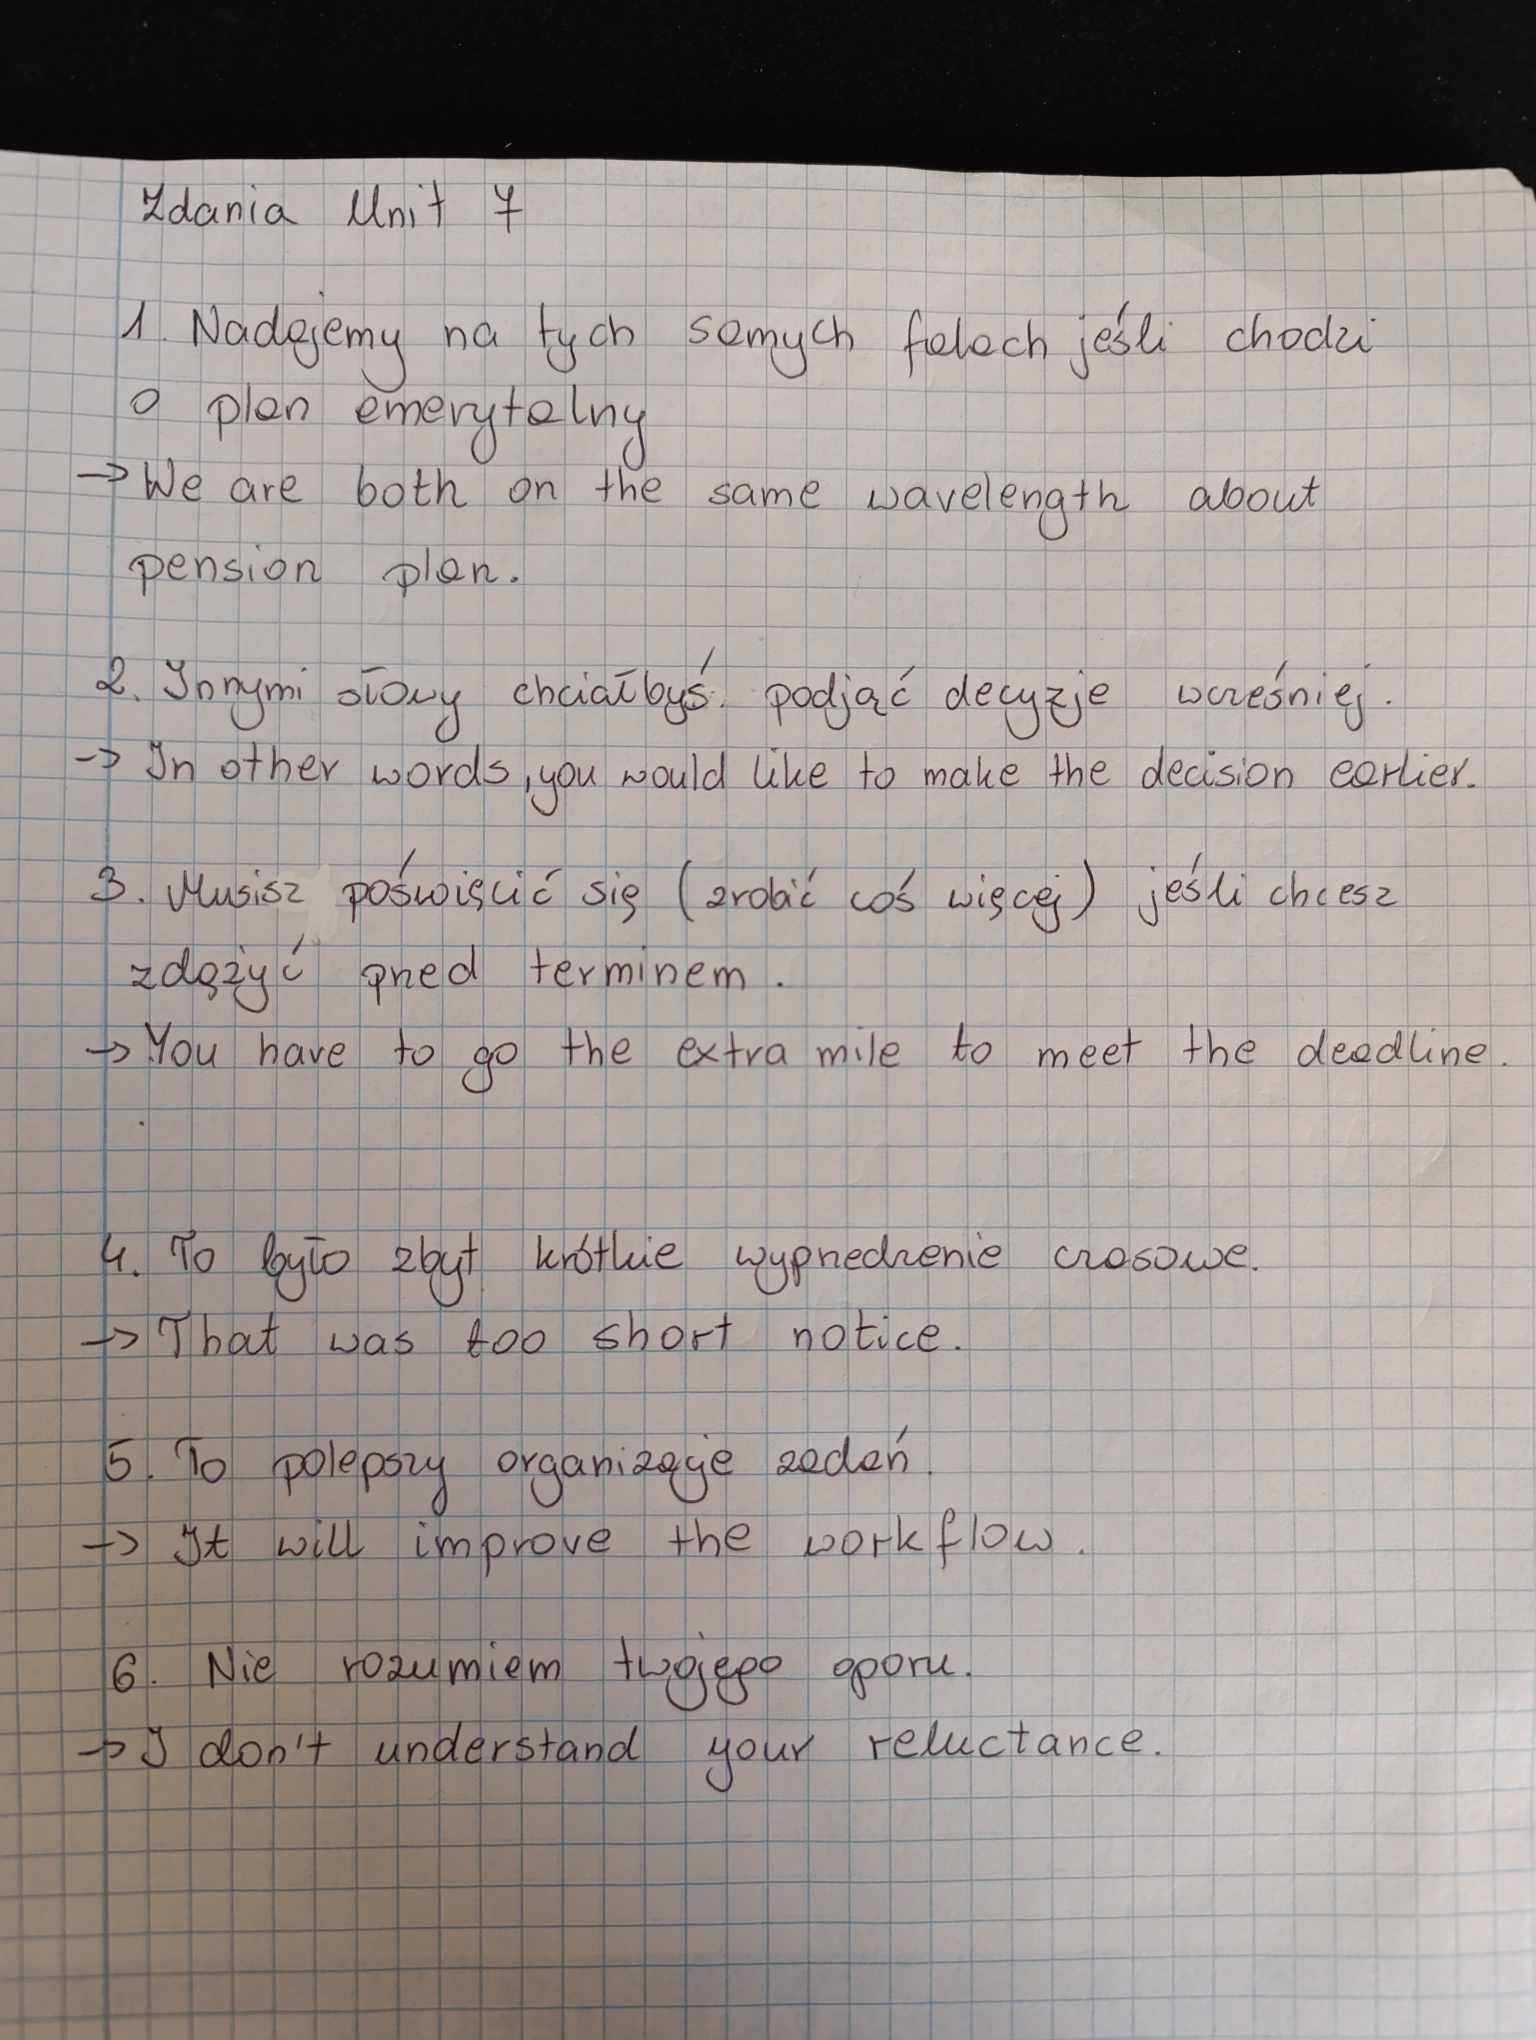 Zdania Unit 7
1. Nadajemy na tych samych falach jeśli chodzi
o plan emerytalny
→ We are both on the same wavelength about
pension plan.
2. Innymi słowy chciałbyś podjąć decyzje wcześniej.
→ In other words, you would like to make the decision earlier.
3. Musisz poświęcić się (zrobić coś więcej) jeśli chcesz
zdążyć przed terminem.
→ You have to go the extra mile to meet the deadline.
4. To było zbyt krótkie wyprzedzenie czasowe.
→ That was too short notice.
5. To polepszy organizację zadań.
→ It will improve the workflow.
6. Nie rozumiem twojego oporu.
→ I don't understand your reluctance.